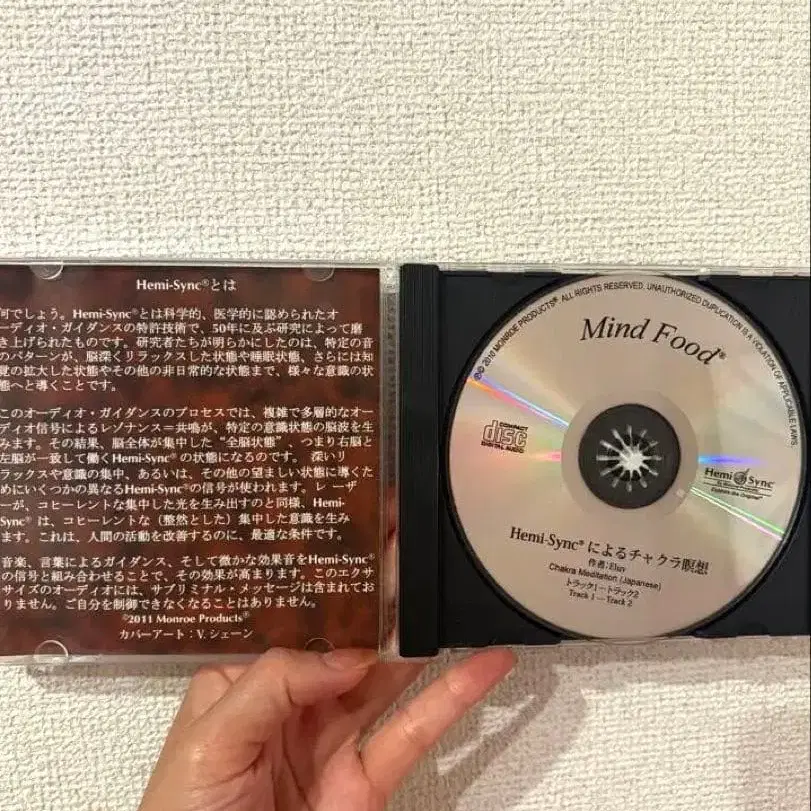 Hemi-Sync®とは
何でしょう。Hemi-Sync®とは科学的、医学的に認められたオ
ーディオ・ガイダンスの特許技術で、50年に及ぶ研究によって磨
き上げられたものです。研究者たちが明らかにしたのは、特定の音
のパターンが、脳深くリラックスした状態や睡眠状態、さらには知
覚の拡大した状態やその他の非日常的な状態まで、様々な意識の状
態へと導くことです。
このオーディオ・ガイダンスのプロセスでは、複雑で多層的なオー
ディオ信号によるレゾナンス＝共鳴が、特定の意識状態の脳波を生
みます。その結果、脳全体が集中した“全脳状態”、つまり右脳と
左脳が一致して働くHemi-Sync® の状態になるのです。 深いリ
ラックスや意識の集中、あるいは、その他の望ましい状態に導くた
めにいくつかの異なるHemi-Sync®の信号が使われます。レ ーザ
ーが、コヒーレントな集中した光を生み出すのと同様、Hemi-
Sync® は、コヒーレントな（整然とした）集中した意識を生み
ます。これは、人間の活動を改善するのに、最適な条件です。
音楽、言葉によるガイダンス、そして微かな効果音をHemi-Sync®
の信号と組み合わせることで、その効果が高まります。このエクサ
サイズのオーディオには、サブリミナル・メッセージは含まれてお
りません。ご自分を制御できなくなることはありません。
©2011 Monroe Products®
カバーアート：V. シェーン
℗© 2010 MONROE PRODUCTS® ALL RIGHTS RESERVED. UNAUTHORIZED DUPLICATION IS A VIOLATION OF APPLICABLE LAWS.
Mind Food®
COMPACT
disc
DIGITAL AUDIO
Hemi Sync®
Hemi-Sync®によるチャクラ瞑想
作者：Elsn
Chakra Meditation (Japanese)
トラック1—トラック2
Track 1 — Track 2